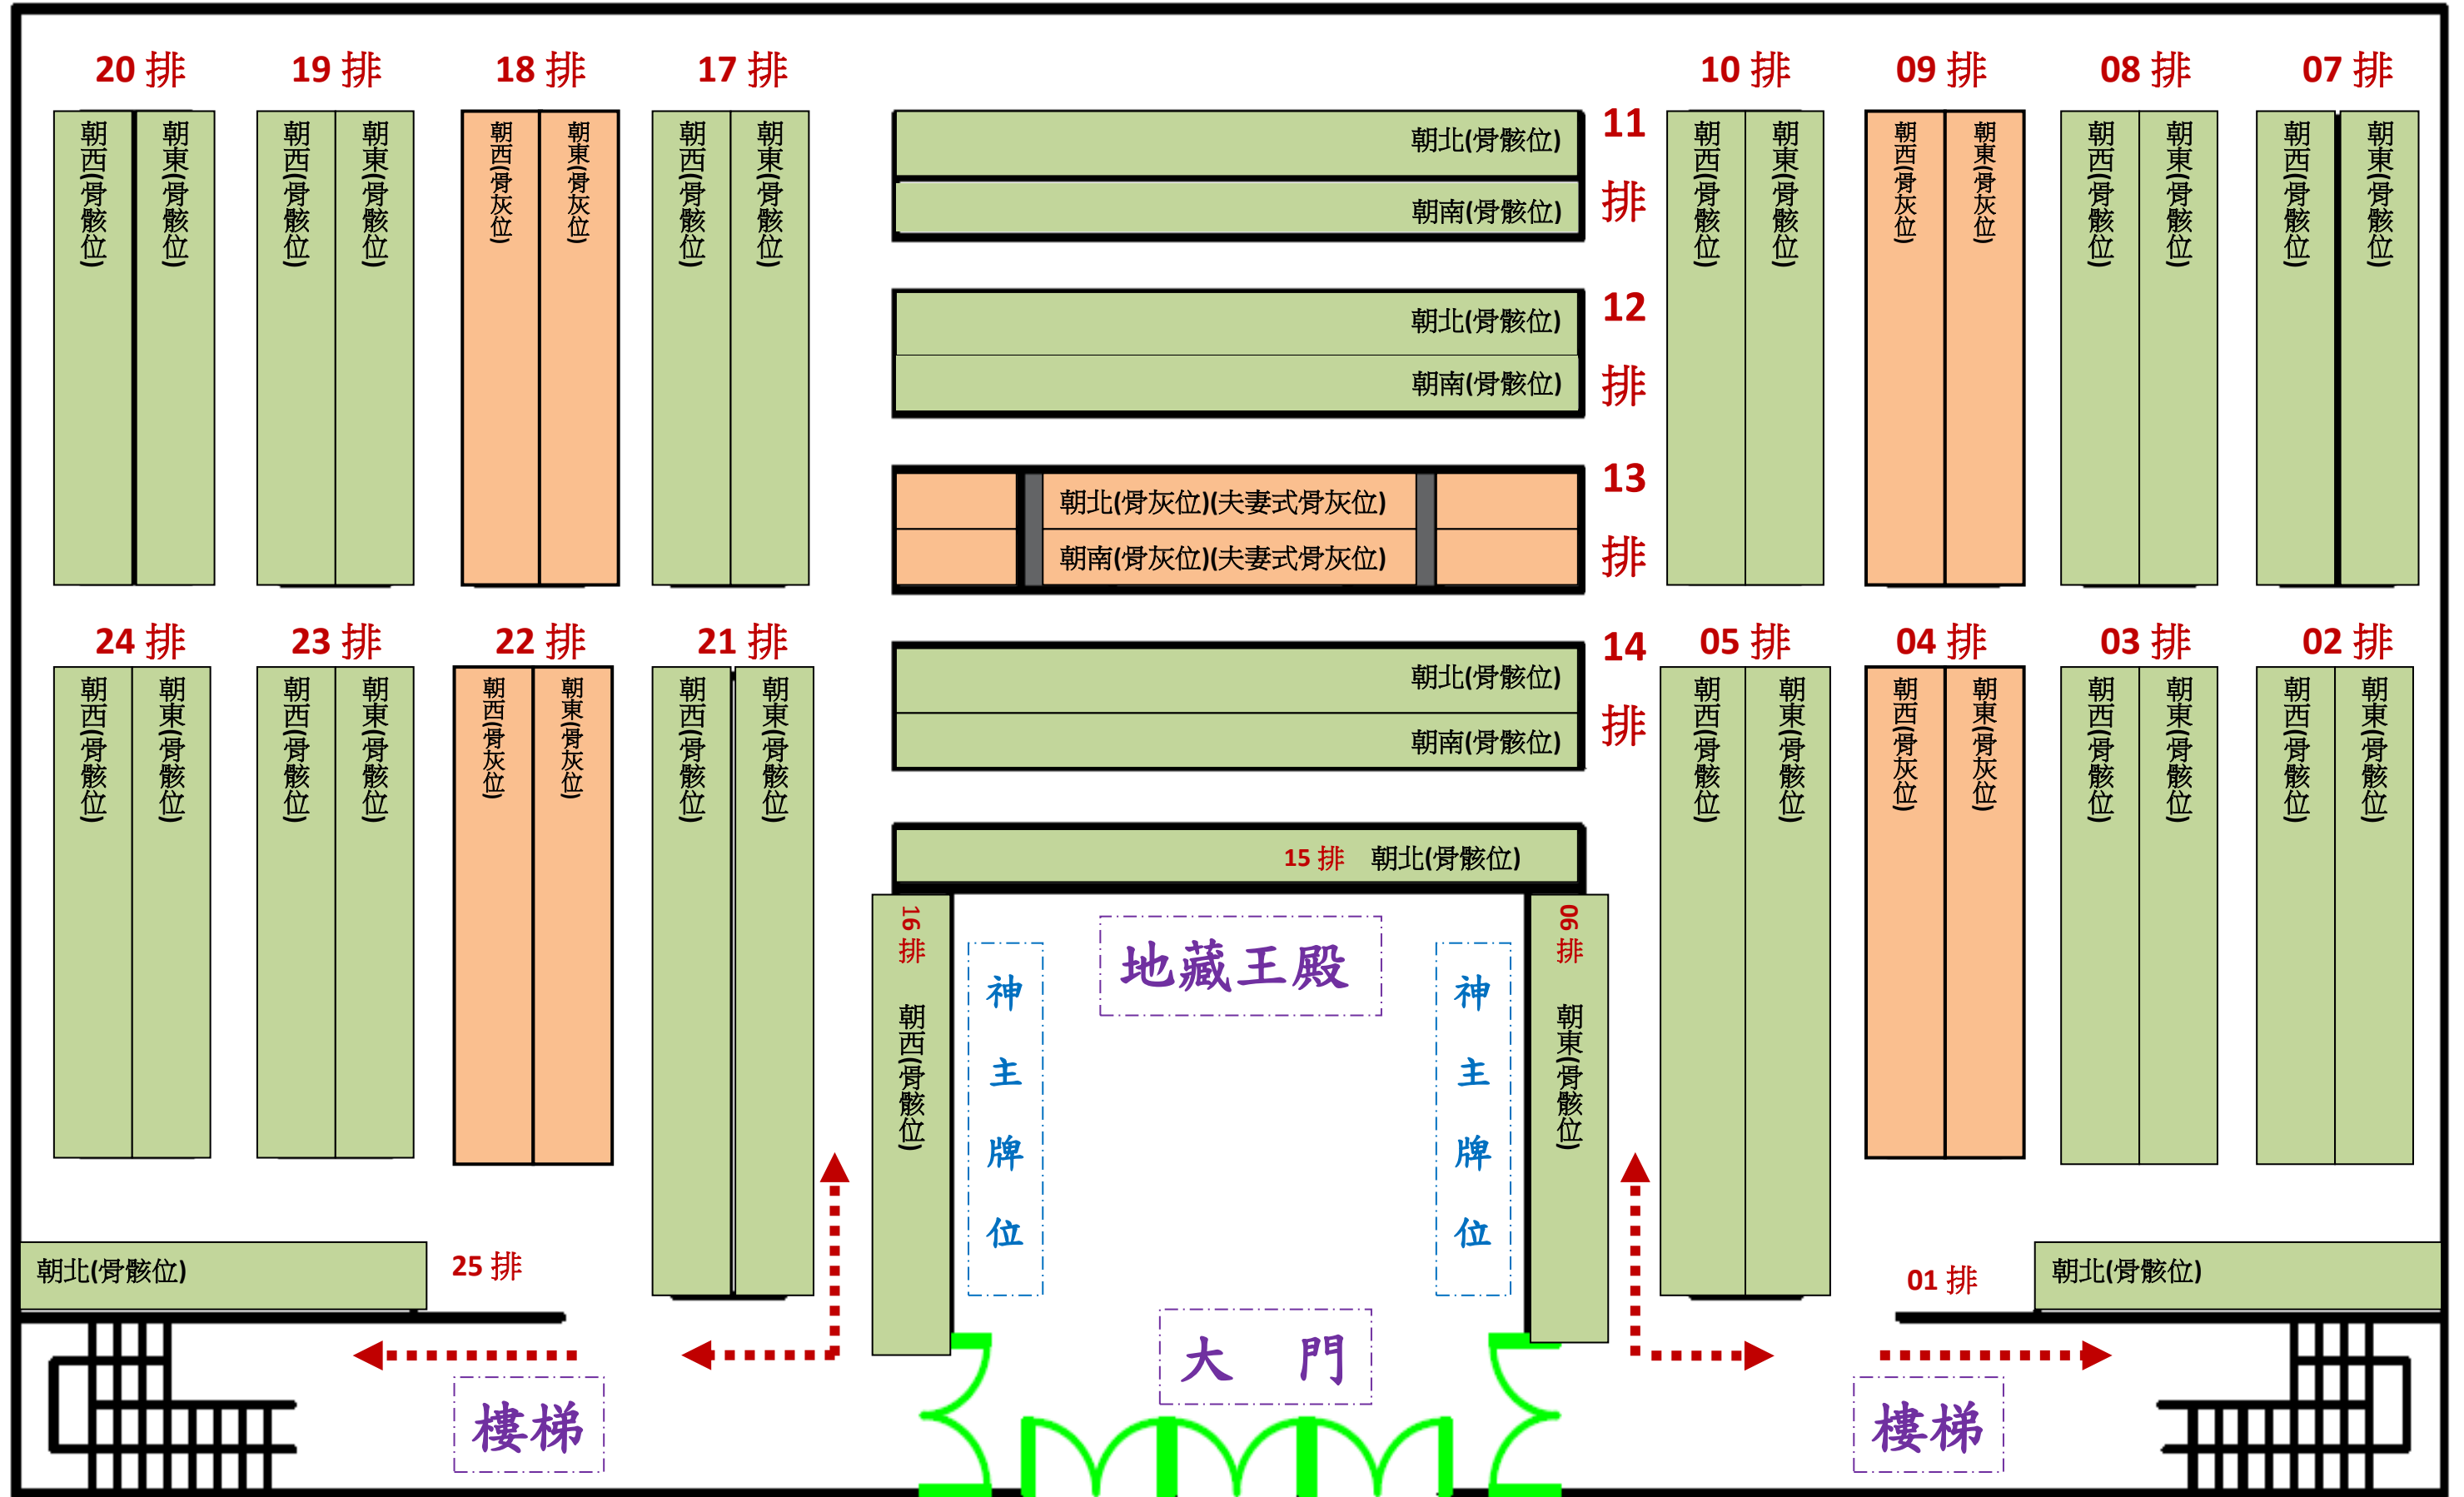 20 排
19 排
18 排
17 排
10 排
09 排
08 排
07 排
朝西(骨骸位)
朝東(骨骸位)
朝西(骨骸位)
朝東(骨骸位)
朝西(骨灰位)
朝東(骨灰位)
朝西(骨骸位)
朝東(骨骸位)
朝北(骨骸位)
朝南(骨骸位)
11
排
朝北(骨骸位)
朝南(骨骸位)
12
排
朝北(骨灰位)(夫妻式骨灰位)
朝南(骨灰位)(夫妻式骨灰位)
13
排
朝北(骨骸位)
朝南(骨骸位)
14
排
朝西(骨骸位)
朝東(骨骸位)
朝西(骨灰位)
朝東(骨灰位)
朝西(骨骸位)
朝東(骨骸位)
朝西(骨骸位)
朝東(骨骸位)
24 排
23 排
22 排
21 排
05 排
04 排
03 排
02 排
朝西(骨骸位)
朝東(骨骸位)
朝西(骨骸位)
朝東(骨骸位)
朝西(骨灰位)
朝東(骨灰位)
朝西(骨骸位)
朝東(骨骸位)
15 排 朝北(骨骸位)
16 排 朝西(骨骸位)
神主牌位
地藏王殿
神主牌位
06 排 朝東(骨骸位)
朝西(骨骸位)
朝東(骨骸位)
朝西(骨灰位)
朝東(骨灰位)
朝西(骨骸位)
朝東(骨骸位)
朝西(骨骸位)
朝東(骨骸位)
朝北(骨骸位)
25 排
01 排
朝北(骨骸位)
大 門
樓梯
樓梯